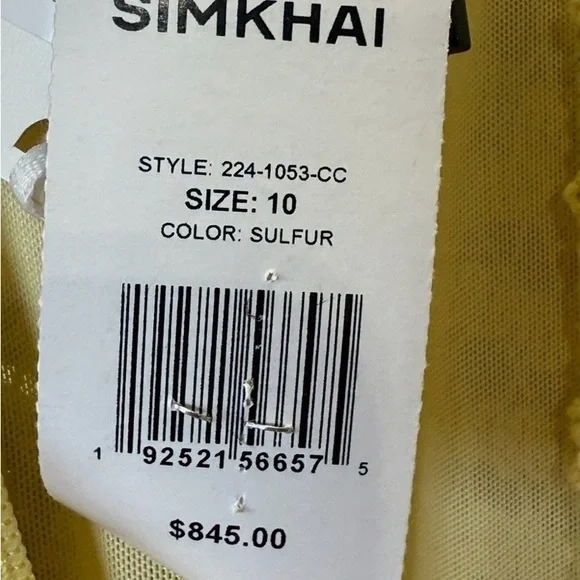 SIMKHAI
STYLE: 224-1053-CC
SIZE: 10
COLOR: SULFUR
1 92521 56657 5
$845.00